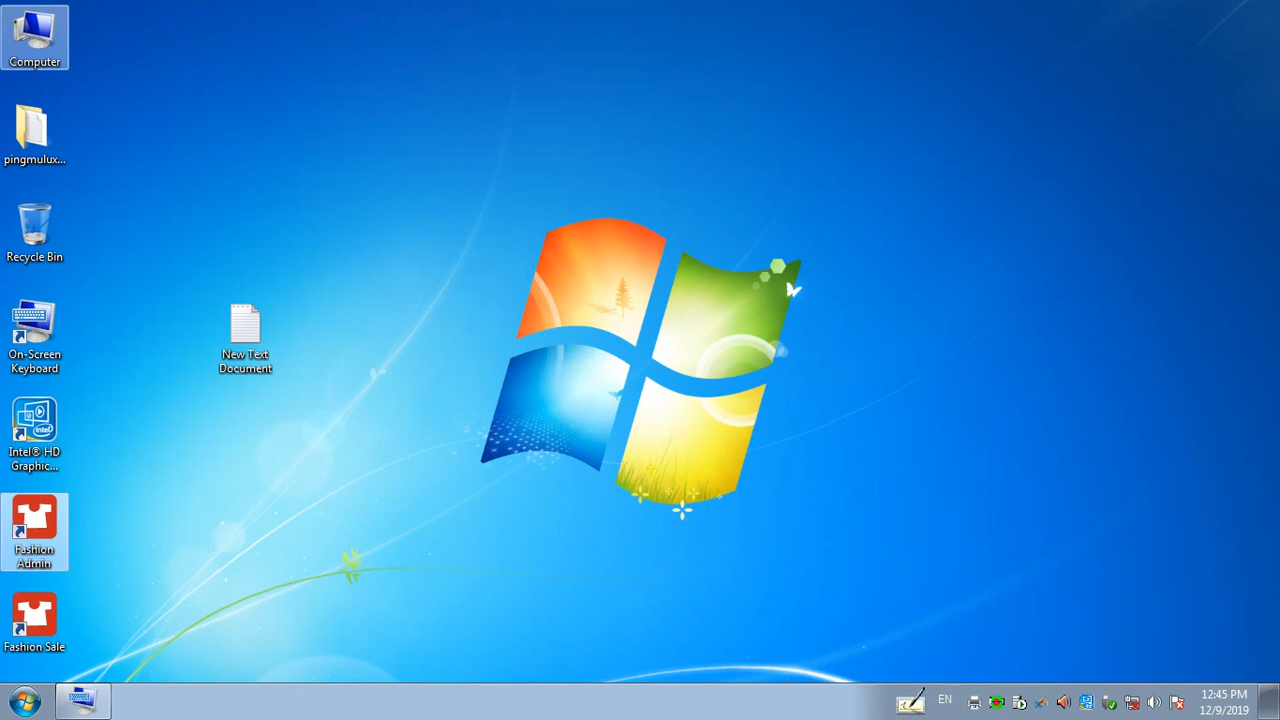 Computer
pingmulux...
Recycle Bin
On-Screen
Keyboard
New Text
Document
intel
Intel® HD
Graphic...
Fashion
Admin
Fashion Sale
EN
12:45 PM
12/9/2019